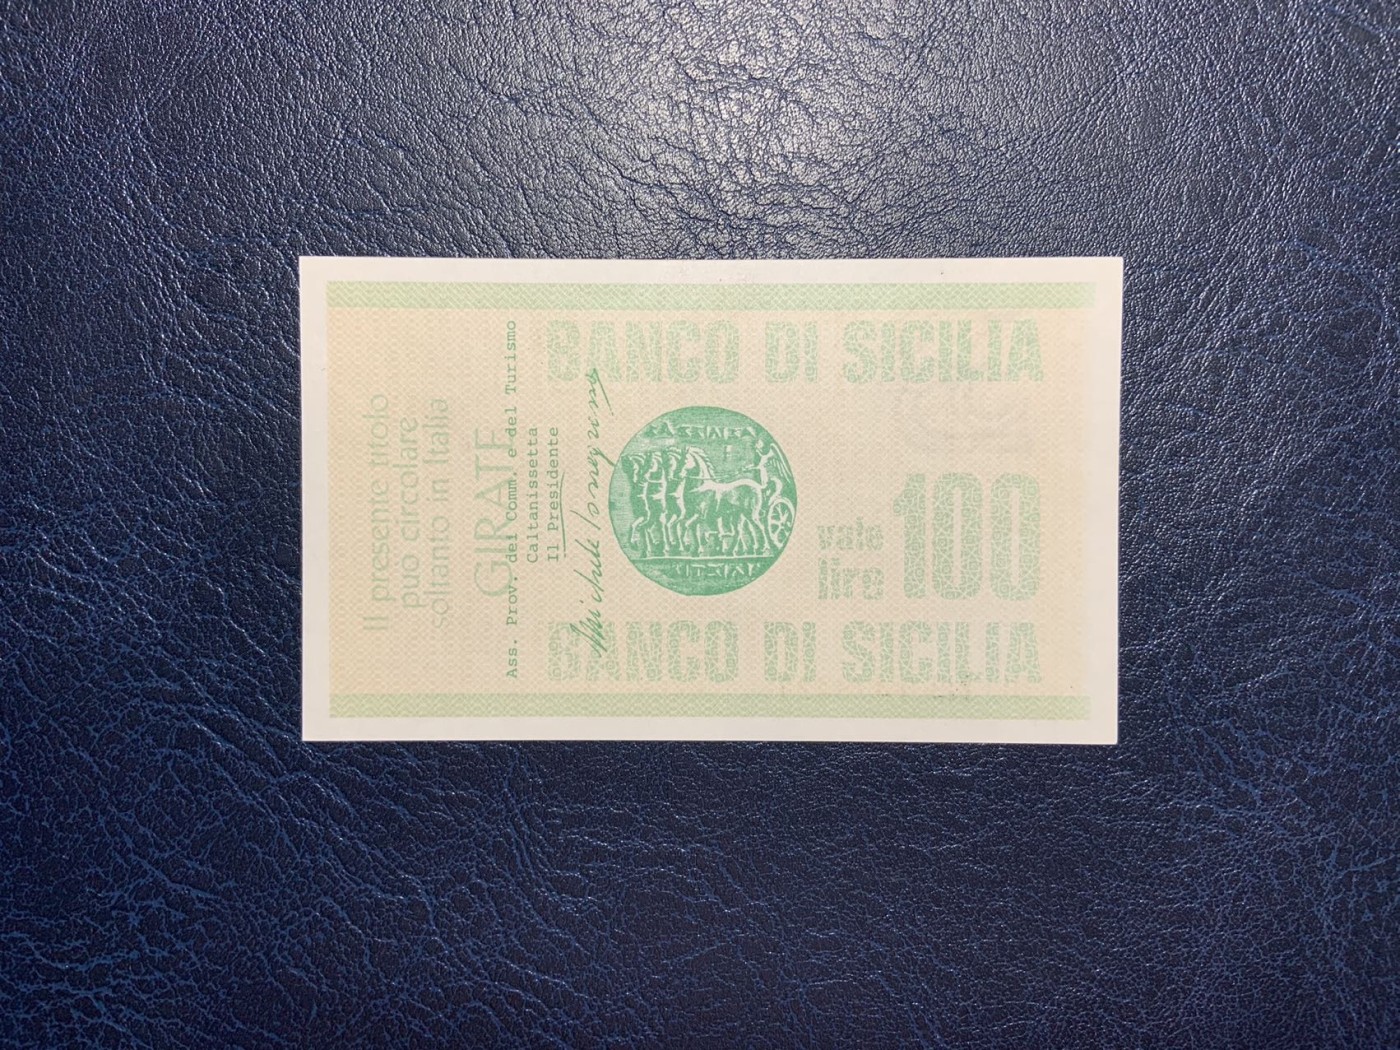 BANCO DI SICILIA
vale
lire 100
BANCO DI SICILIA
Il presente titolo
puo circolare
soltanto in Italia
GIRATE
Ass. Prov. del Comm. e del Turismo
Caltanissetta
Il Presidente